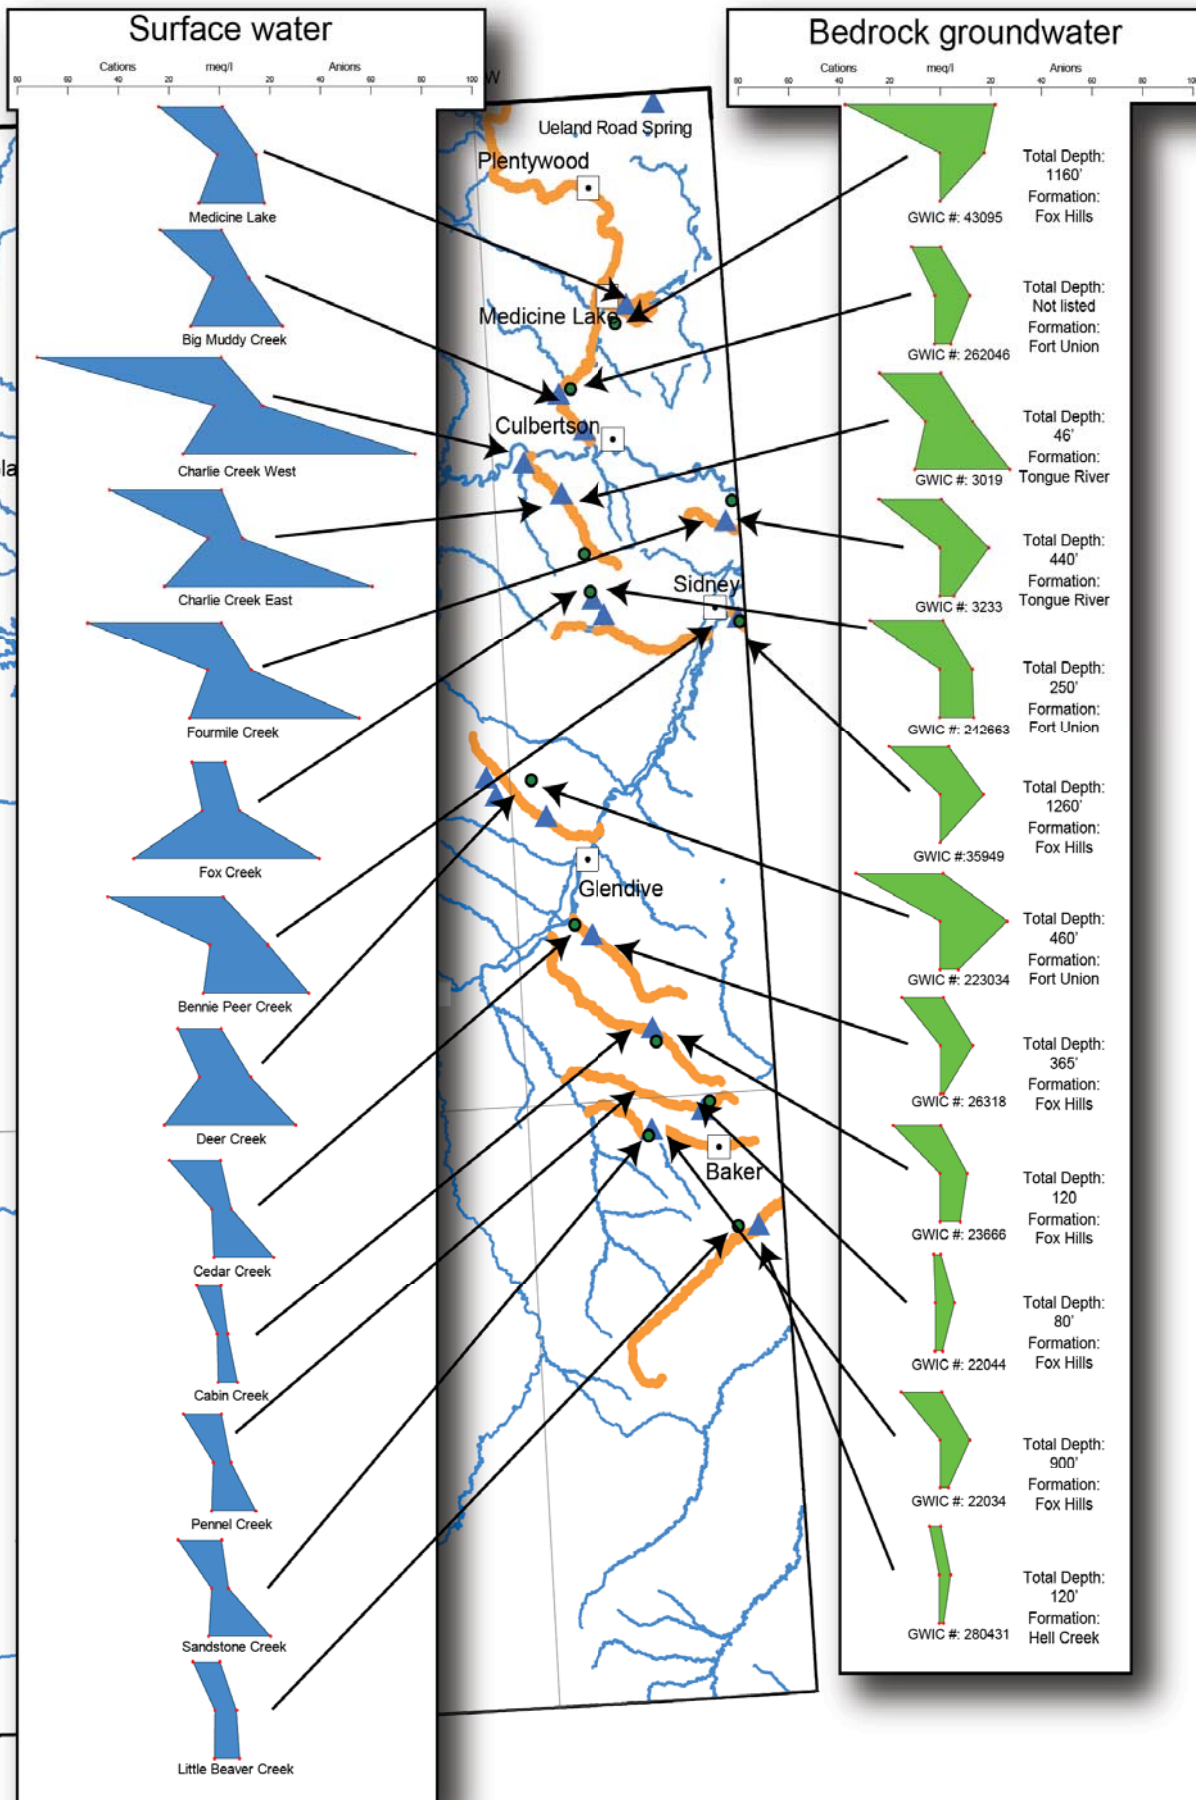 Surface water
Cations meq/l Anions
80 60 40 20 20 40 60 80 100
Medicine Lake
Big Muddy Creek
Charlie Creek West
Charlie Creek East
Fourmile Creek
Fox Creek
Bennie Peer Creek
Deer Creek
Cedar Creek
Cabin Creek
Pennel Creek
Sandstone Creek
Little Beaver Creek
W
Ueland Road Spring
Plentywood
Medicine Lake
Culbertson
Sidney
Glendive
Baker
Bedrock groundwater
Cations meq/l Anions
80 60 40 20 20 40 60 80 100
Total Depth:
1160'
Formation:
Fox Hills
GWIC #: 43095
Total Depth:
Not listed
Formation:
Fort Union
GWIC #: 262046
Total Depth:
46'
Formation:
Tongue River
GWIC #: 3019
Total Depth:
440'
Formation:
Tongue River
GWIC #: 3233
Total Depth:
250'
Formation:
Fort Union
GWIC #: 242663
Total Depth:
1260'
Formation:
Fox Hills
GWIC #:35949
Total Depth:
460'
Formation:
Fort Union
GWIC #: 223034
Total Depth:
365'
Formation:
Fox Hills
GWIC #: 26318
Total Depth:
120
Formation:
Fox Hills
GWIC #: 23666
Total Depth:
80'
Formation:
Fox Hills
GWIC #: 22044
Total Depth:
900'
Formation:
Fox Hills
GWIC #: 22034
Total Depth:
120'
Formation:
Hell Creek
GWIC #: 280431